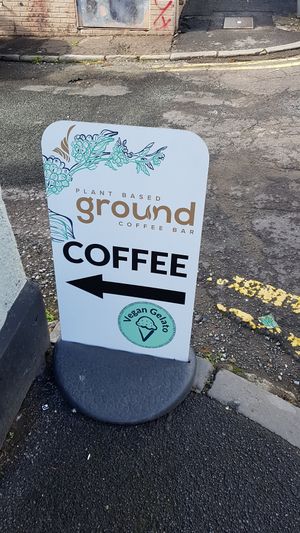 PLANT BASED
ground
COFFEE BAR
COFFEE
Vegan Gelato